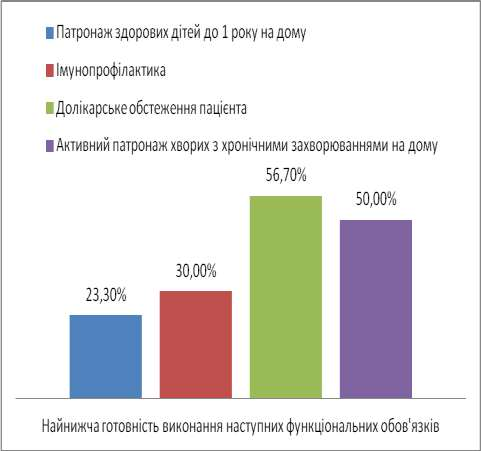 Патронаж здорових дітей до 1 року на дому
Імунопрофілактика
Долікарське обстеження пацієнта
Активний патронаж хворих з хронічними захворюваннями на дому
56,70%
50,00%
30,00%
23,30%
Найнижча готовність виконання наступних функціональних обов'язків